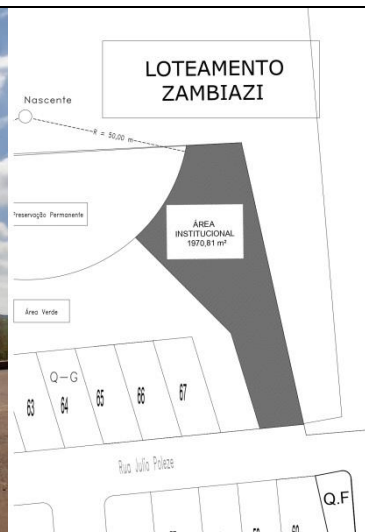 LOTEAMENTO
ZAMBIAZI
Nascente
R = 50,00 m
Preservação Permanente
ÁREA
INSTITUCIONAL
1970,81 m²
Área Verde
Q-G
63
64
65
66
67
Rua Julio Poleze
Q.F